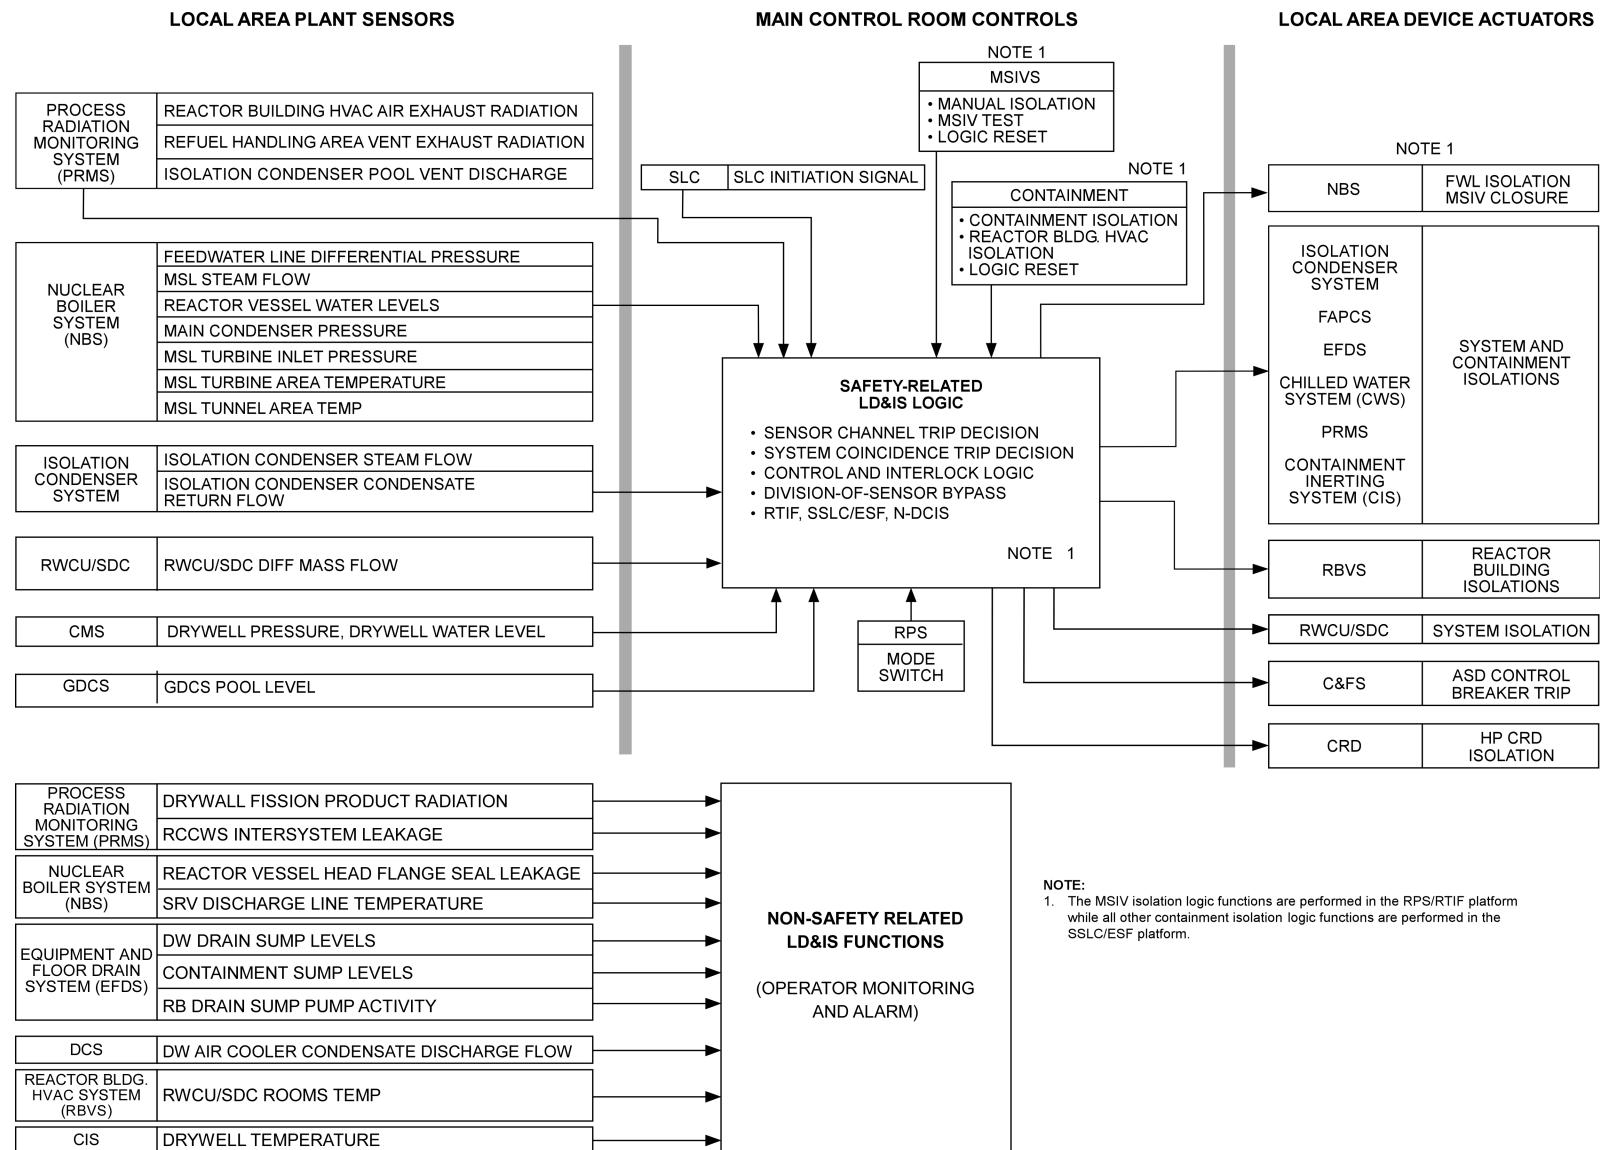 LOCAL AREA PLANT SENSORS
MAIN CONTROL ROOM CONTROLS
LOCAL AREA DEVICE ACTUATORS
PROCESS
RADIATION
MONITORING
SYSTEM
(PRMS)
REACTOR BUILDING HVAC AIR EXHAUST RADIATION
REFUEL HANDLING AREA VENT EXHAUST RADIATION
ISOLATION CONDENSER POOL VENT DISCHARGE
NUCLEAR
BOILER
SYSTEM
(NBS)
FEEDWATER LINE DIFFERENTIAL PRESSURE
MSL STEAM FLOW
REACTOR VESSEL WATER LEVELS
MAIN CONDENSER PRESSURE
MSL TURBINE INLET PRESSURE
MSL TURBINE AREA TEMPERATURE
MSL TUNNEL AREA TEMP
ISOLATION
CONDENSER
SYSTEM
ISOLATION CONDENSER STEAM FLOW
ISOLATION CONDENSER CONDENSATE
RETURN FLOW
RWCU/SDC
RWCU/SDC DIFF MASS FLOW
CMS
DRYWELL PRESSURE, DRYWELL WATER LEVEL
GDCS
GDCS POOL LEVEL
NOTE 1
MSIVS
• MANUAL ISOLATION
• MSIV TEST
• LOGIC RESET
SLC
SLC INITIATION SIGNAL
NOTE 1
CONTAINMENT
• CONTAINMENT ISOLATION
• REACTOR BLDG. HVAC
ISOLATION
• LOGIC RESET
SAFETY-RELATED
LD&IS LOGIC
• SENSOR CHANNEL TRIP DECISION
• SYSTEM COINCIDENCE TRIP DECISION
• CONTROL AND INTERLOCK LOGIC
• DIVISION-OF-SENSOR BYPASS
• RTIF, SSLC/ESF, N-DCIS
NOTE 1
RPS
MODE
SWITCH
NOTE 1
NBS
FWL ISOLATION
MSIV CLOSURE
ISOLATION
CONDENSER
SYSTEM
FAPCS
EFDS
CHILLED WATER
SYSTEM (CWS)
PRMS
CONTAINMENT
INERTING
SYSTEM (CIS)
SYSTEM AND
CONTAINMENT
ISOLATIONS
RBVS
REACTOR
BUILDING
ISOLATIONS
RWCU/SDC
SYSTEM ISOLATION
C&FS
ASD CONTROL
BREAKER TRIP
CRD
HP CRD
ISOLATION
PROCESS
RADIATION
MONITORING
SYSTEM (PRMS)
DRYWALL FISSION PRODUCT RADIATION
RCCWS INTERSYSTEM LEAKAGE
NUCLEAR
BOILER SYSTEM
(NBS)
REACTOR VESSEL HEAD FLANGE SEAL LEAKAGE
SRV DISCHARGE LINE TEMPERATURE
EQUIPMENT AND
FLOOR DRAIN
SYSTEM (EFDS)
DW DRAIN SUMP LEVELS
CONTAINMENT SUMP LEVELS
RB DRAIN SUMP PUMP ACTIVITY
DCS
DW AIR COOLER CONDENSATE DISCHARGE FLOW
REACTOR BLDG.
HVAC SYSTEM
(RBVS)
RWCU/SDC ROOMS TEMP
CIS
DRYWELL TEMPERATURE
NON-SAFETY RELATED
LD&IS FUNCTIONS
(OPERATOR MONITORING
AND ALARM)
NOTE:
1. The MSIV isolation logic functions are performed in the RPS/RTIF platform
while all other containment isolation logic functions are performed in the
SSLC/ESF platform.